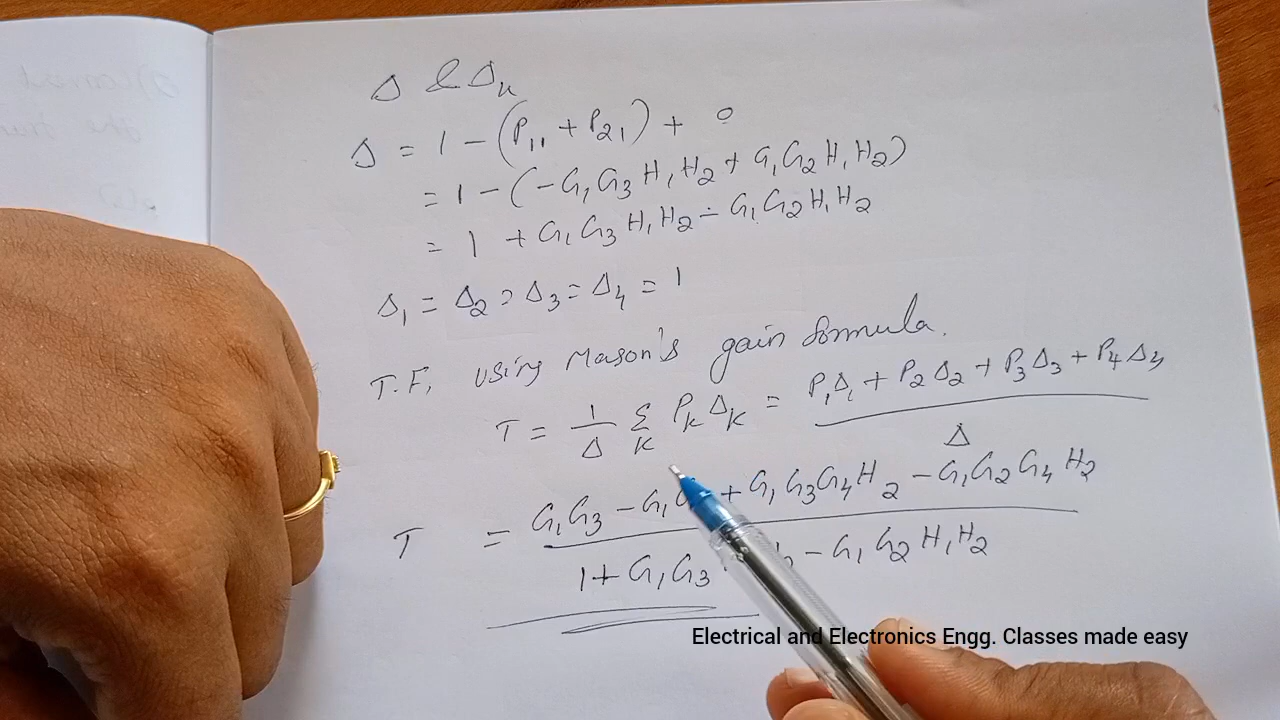 Δ & Δk
Δ = 1 - (P11 + P21) + 0
= 1 - (-G1G3H1H2 + G1G2H1H2)
= 1 + G1G3H1H2 - G1G2H1H2
Δ1 = Δ2 = Δ3 = Δ4 = 1
T.F, using Mason's gain formula.
T = 1/Δ Σ K PkΔK = P1Δ1 + P2Δ2 + P3Δ3 + P4Δ4 / Δ
T = G1G3 - G1 + G1G3G4H2 - G1G2G4H2 / 1 + G1G3 - G1G2H1H2
Electrical and Electronics Engg. Classes made easy